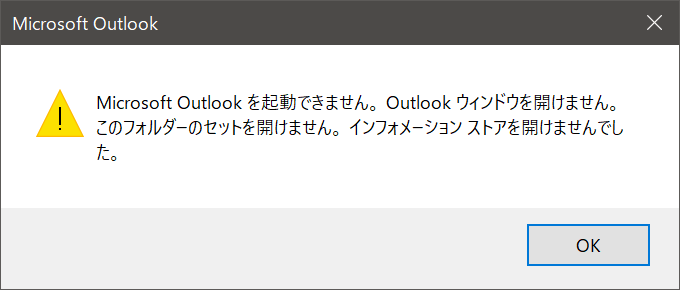 Microsoft Outlook
Microsoft Outlook を起動できません。Outlook ウィンドウを開けません。
このフォルダーのセットを開けません。インフォメーション ストアを開けませんでし
た。
OK